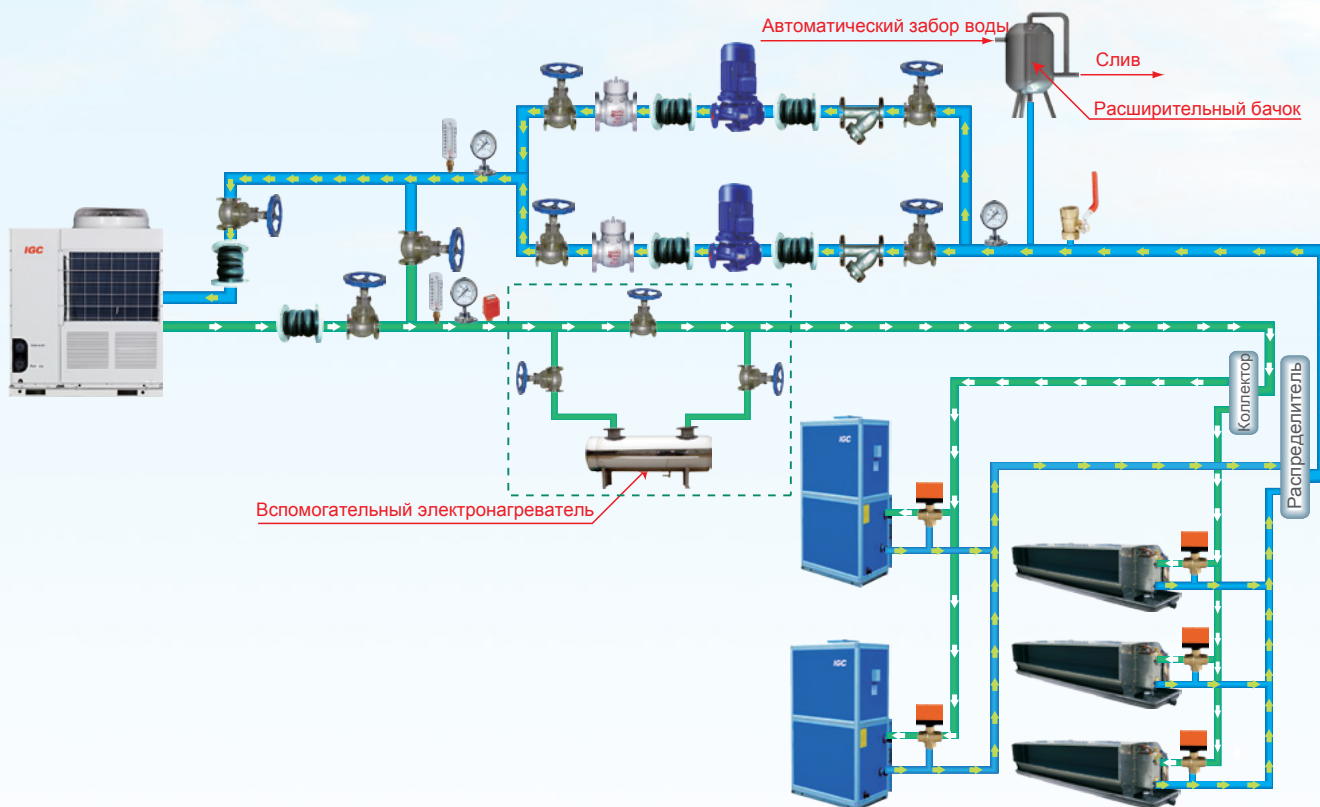 Автоматический забор воды
Слив
Расширительный бачок
IGC
Коллектор
Распределитель
IGC
Вспомогательный электронагреватель
IGC